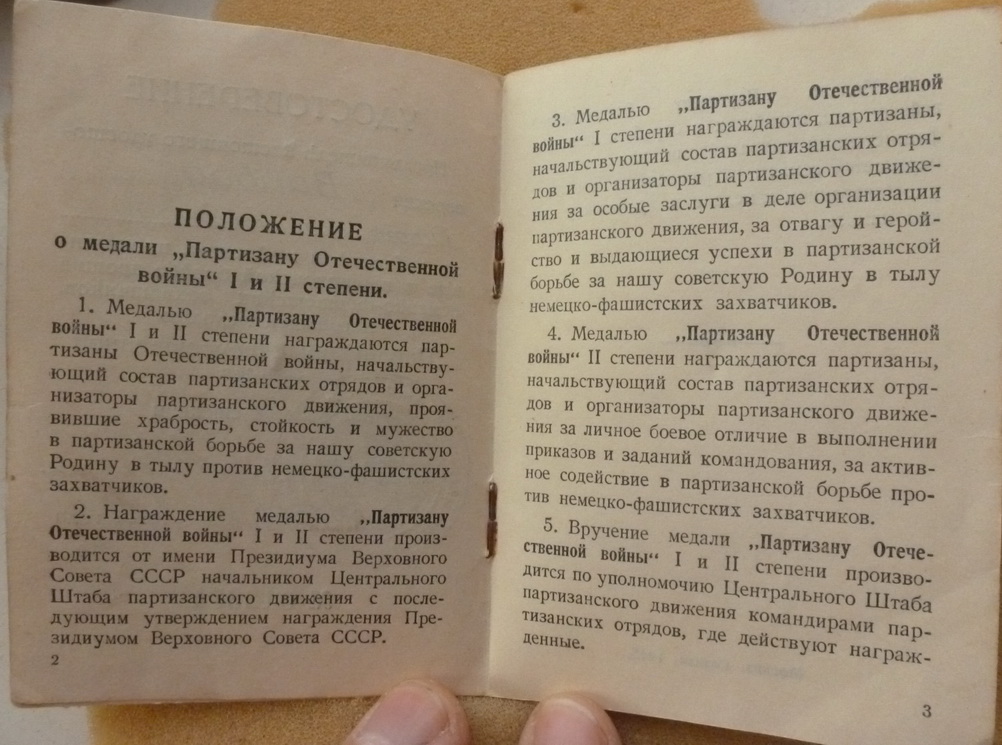 ПОЛОЖЕНИЕ
о медали „Партизану Отечественной
войны“ I и II степени.
1. Медалью „Партизану Отечественной
войны“ I и II степени награждаются пар-
тизаны Отечественной войны, начальству-
ющий состав партизанских отрядов и орга-
низаторы партизанского движения, проя-
вившие храбрость, стойкость и мужество
в партизанской борьбе за нашу советскую
Родину в тылу против немецко-фашистских
захватчиков.
2. Награждение медалью „Партизану
Отечественной войны“ I и II степени произ-
водится от имени Президиума Верховного
Совета СССР начальником Центрального
Штаба партизанского движения с после-
дующим утверждением награждения Пре-
зидиумом Верховного Совета СССР.
2
3. Медалью „Партизану Отечественной
войны“ I степени награждаются партизаны,
начальствующий состав партизанских отря-
дов и организаторы партизанского движе-
ния за особые заслуги в деле организации
партизанского движения, за отвагу и герой-
ство и выдающиеся успехи в партизанской
борьбе за нашу советскую Родину в тылу
немецко-фашистских захватчиков.
4. Медалью „Партизану Отечественной
войны“ II степени награждаются партизаны,
начальствующий состав партизанских отря-
дов и организаторы партизанского движе-
ния за личное боевое отличие в выполнении
приказов и заданий командования, за актив-
ное содействие в партизанской борьбе про-
тив немецко-фашистских захватчиков.
5. Вручение медали „Партизану Отече-
ственной войны“ I и II степени произво-
дится по уполномочию Центрального Штаба
партизанского движения командирами пар-
тизанских отрядов, где действуют награж-
денные.
3